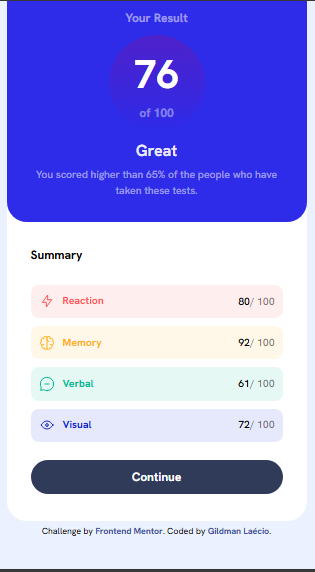 Your Result
76
of 100
Great
You scored higher than 65% of the people who have
taken these tests.
Summary
Reaction 80/ 100
Memory 92/ 100
Verbal 61/ 100
Visual 72/ 100
Continue
Challenge by Frontend Mentor. Coded by Gildman Laécio.